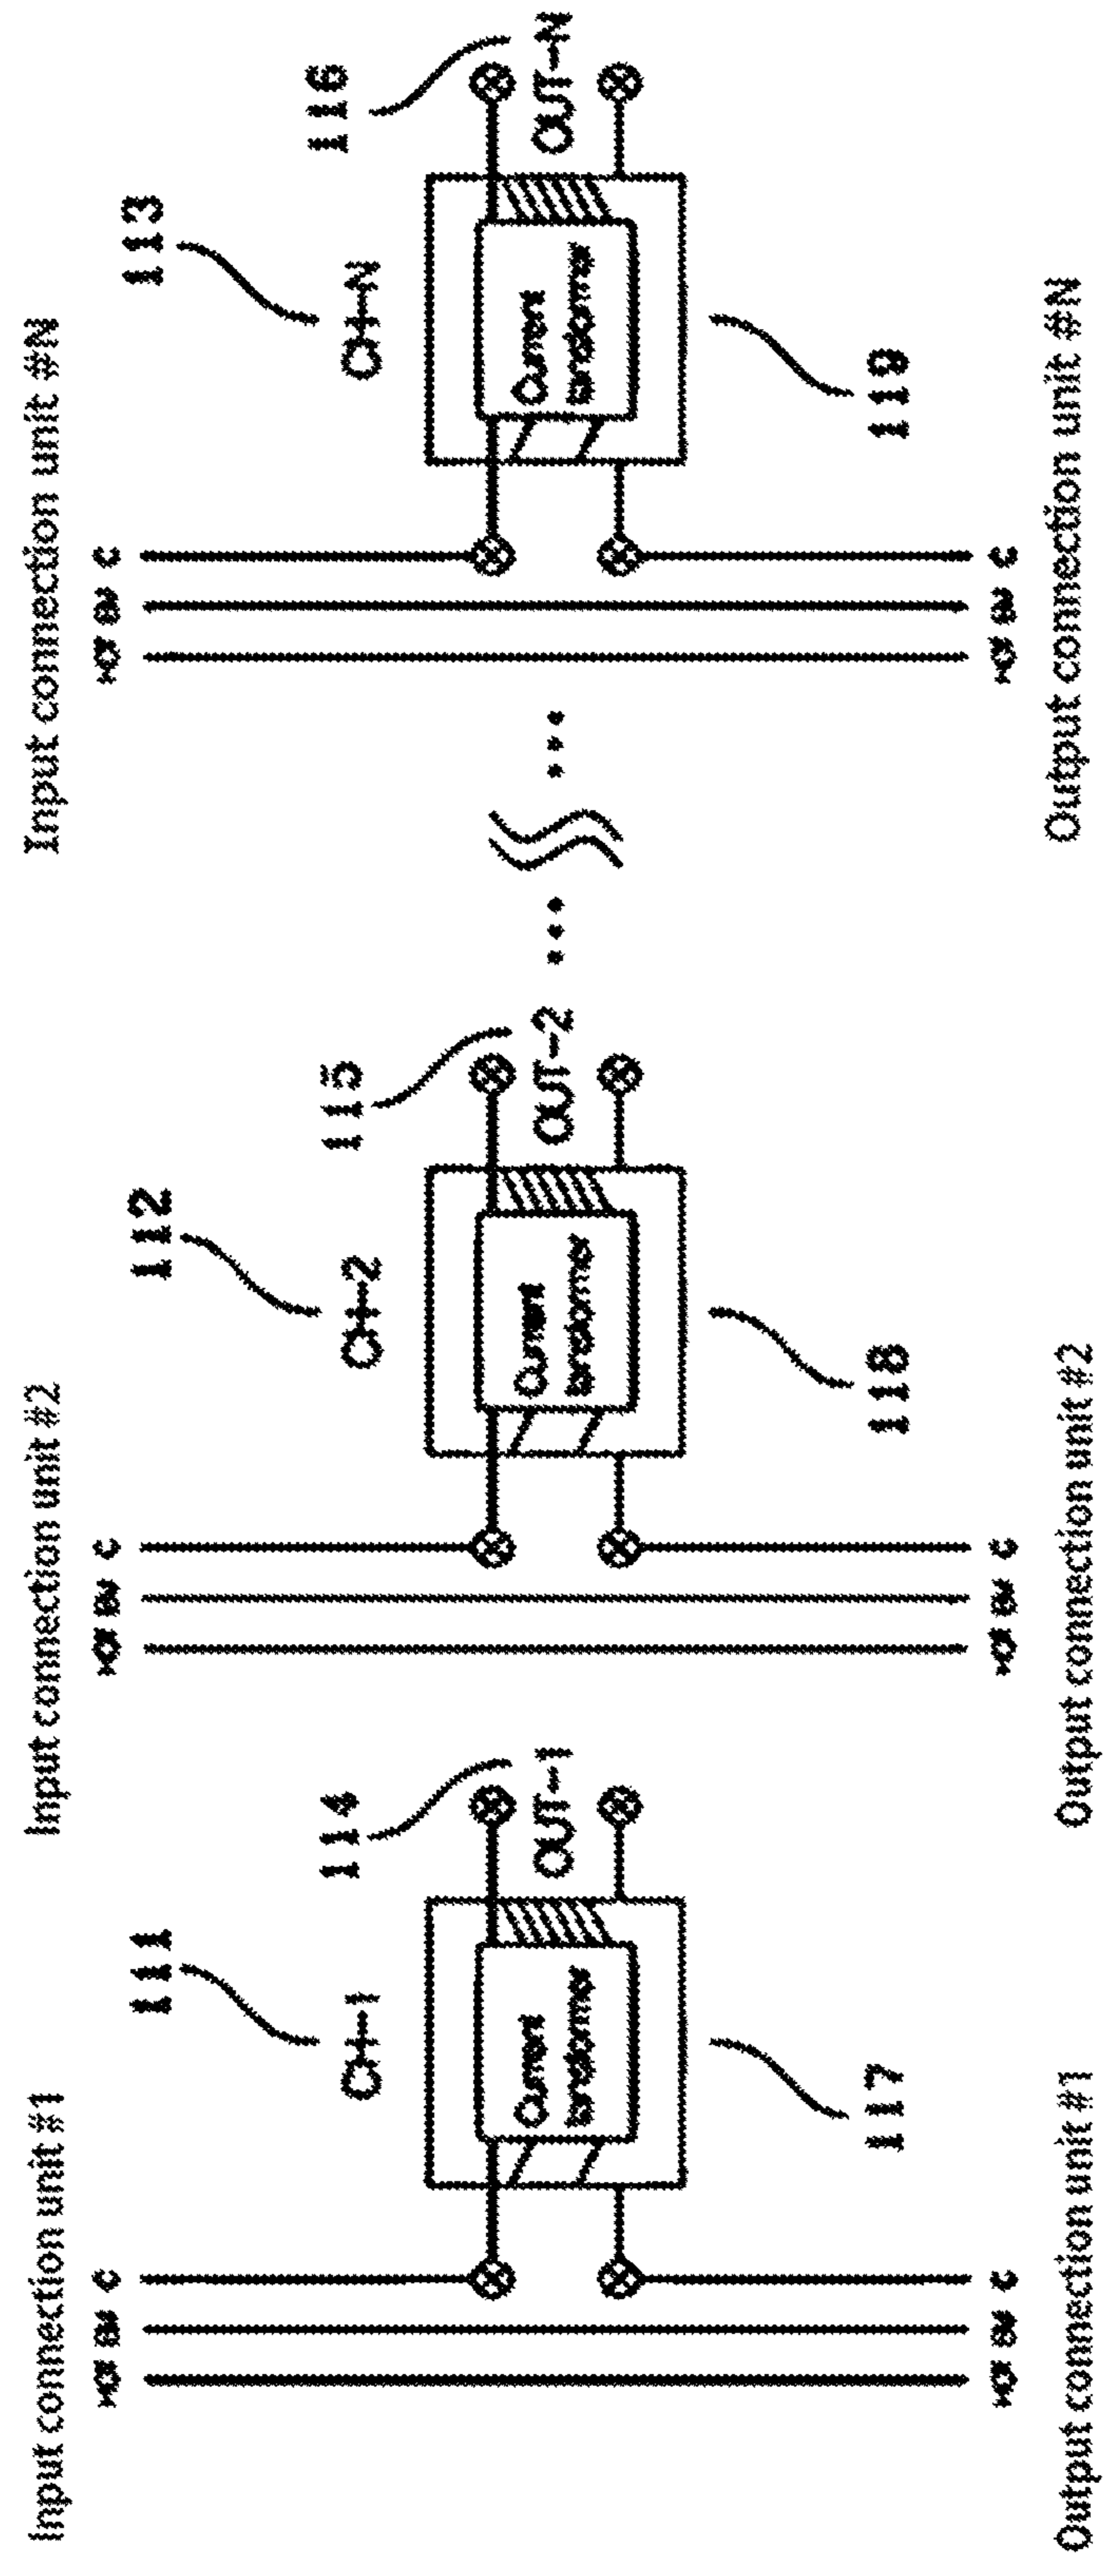 Input connection unit #1
Input connection unit #2
Input connection unit #N
C
C
C
111
112
113
CH-1
CH-2
CH-N
114
115
116
Current
transformer
Current
transformer
Current
transformer
OUT-1
OUT-2
OUT-N
117
118
119
C
C
C
Output connection unit #1
Output connection unit #2
Output connection unit #N